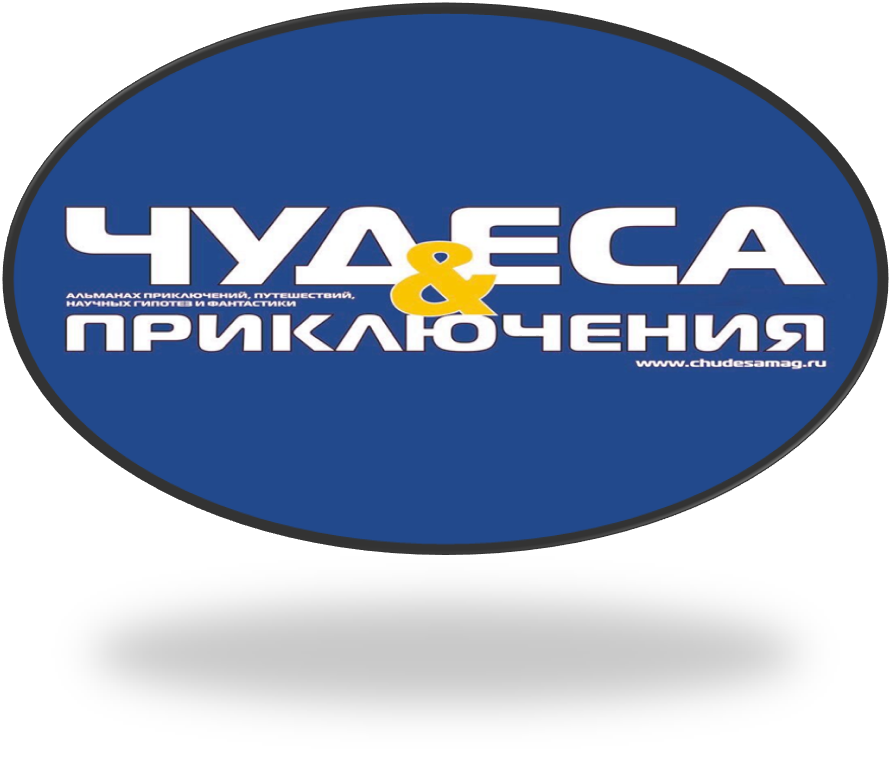 ЧУДЕСА
&
АЛЬМАНАХ ПРИКЛЮЧЕНИЙ, ПУТЕШЕСТВИЙ,
НАУЧНЫХ ГИПОТЕЗ И ФАНТАСТИКИ
ПРИКЛЮЧЕНИЯ
www.chudesamag.ru